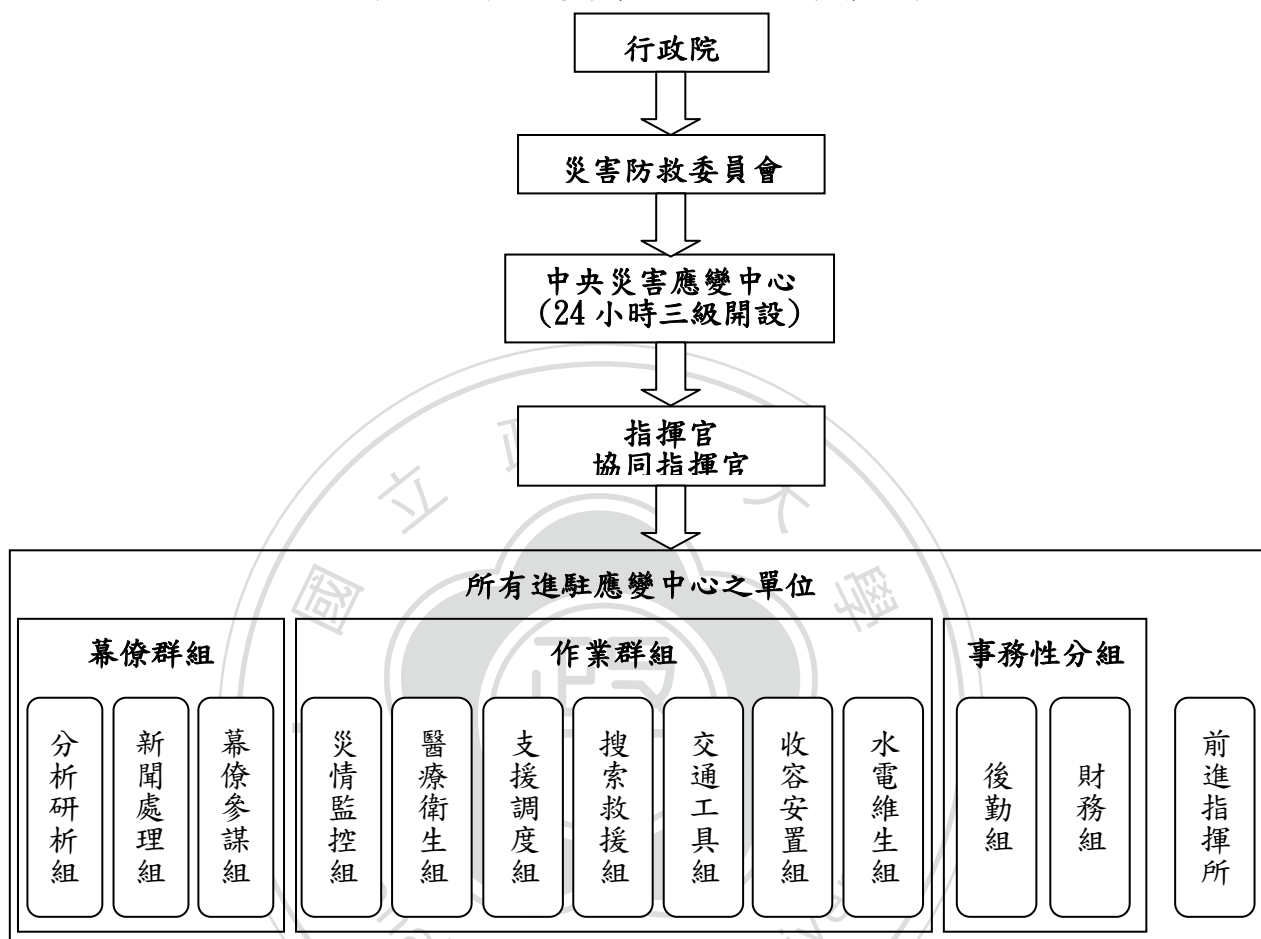 行政院
災害防救委員會
中央災害應變中心
(24小時三級開設)
指揮官
協同指揮官
所有進駐應變中心之單位
幕僚群組
作業群組
事務性分組
分析研析組
新聞處理組
幕僚參謀組
災情監控組
醫療衛生組
支援調度組
搜索救援組
交通工具組
收容安置組
水電維生組
後勤組
財務組
前進指揮所
國立政大學